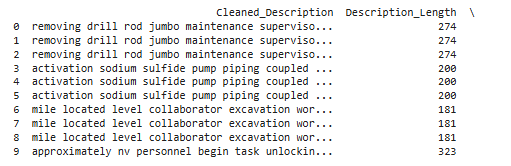 Cleaned_Description  Description_Length  \
0  removing drill rod jumbo maintenance superviso...  274
1  removing drill rod jumbo maintenance superviso...  274
2  removing drill rod jumbo maintenance superviso...  274
3  activation sodium sulfide pump piping coupled ...  200
4  activation sodium sulfide pump piping coupled ...  200
5  activation sodium sulfide pump piping coupled ...  200
6  mile located level collaborator excavation wor...  181
7  mile located level collaborator excavation wor...  181
8  mile located level collaborator excavation wor...  181
9  approximately nv personnel begin task unlockin...  323